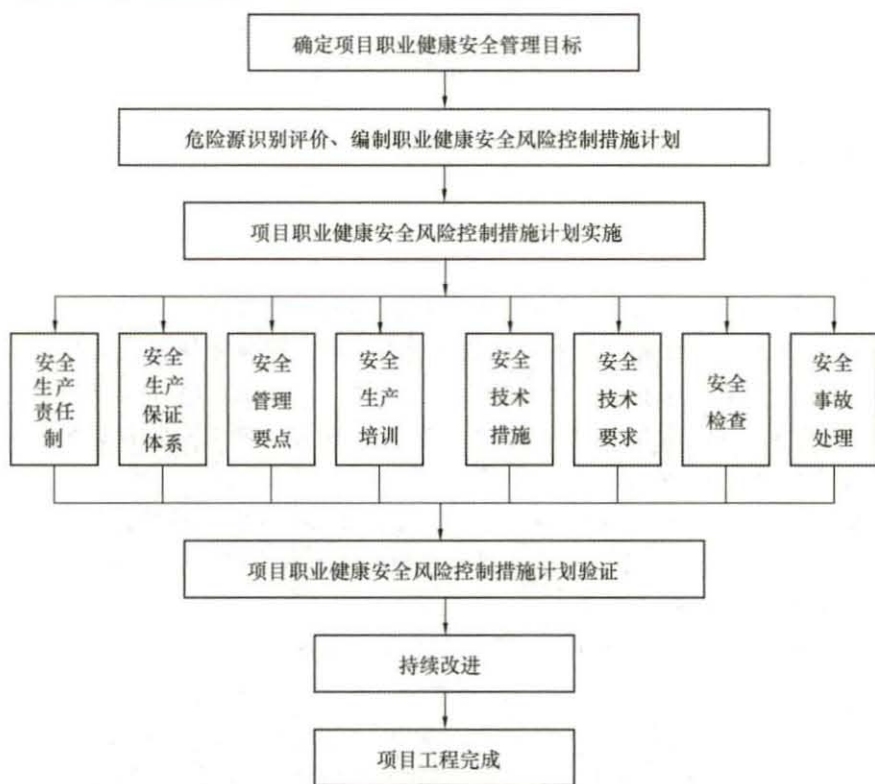 确定项目职业健康安全管理目标
危险源识别评价、编制职业健康安全风险控制措施计划
项目职业健康安全风险控制措施计划实施
安全
生产
责任
制
安全
生产
保证
体系
安全
管理
要点
安全
生产
培训
安全
技术
措施
安全
技术
要求
安全
检查
安全
事故
处理
项目职业健康安全风险控制措施计划验证
持续改进
项目工程完成